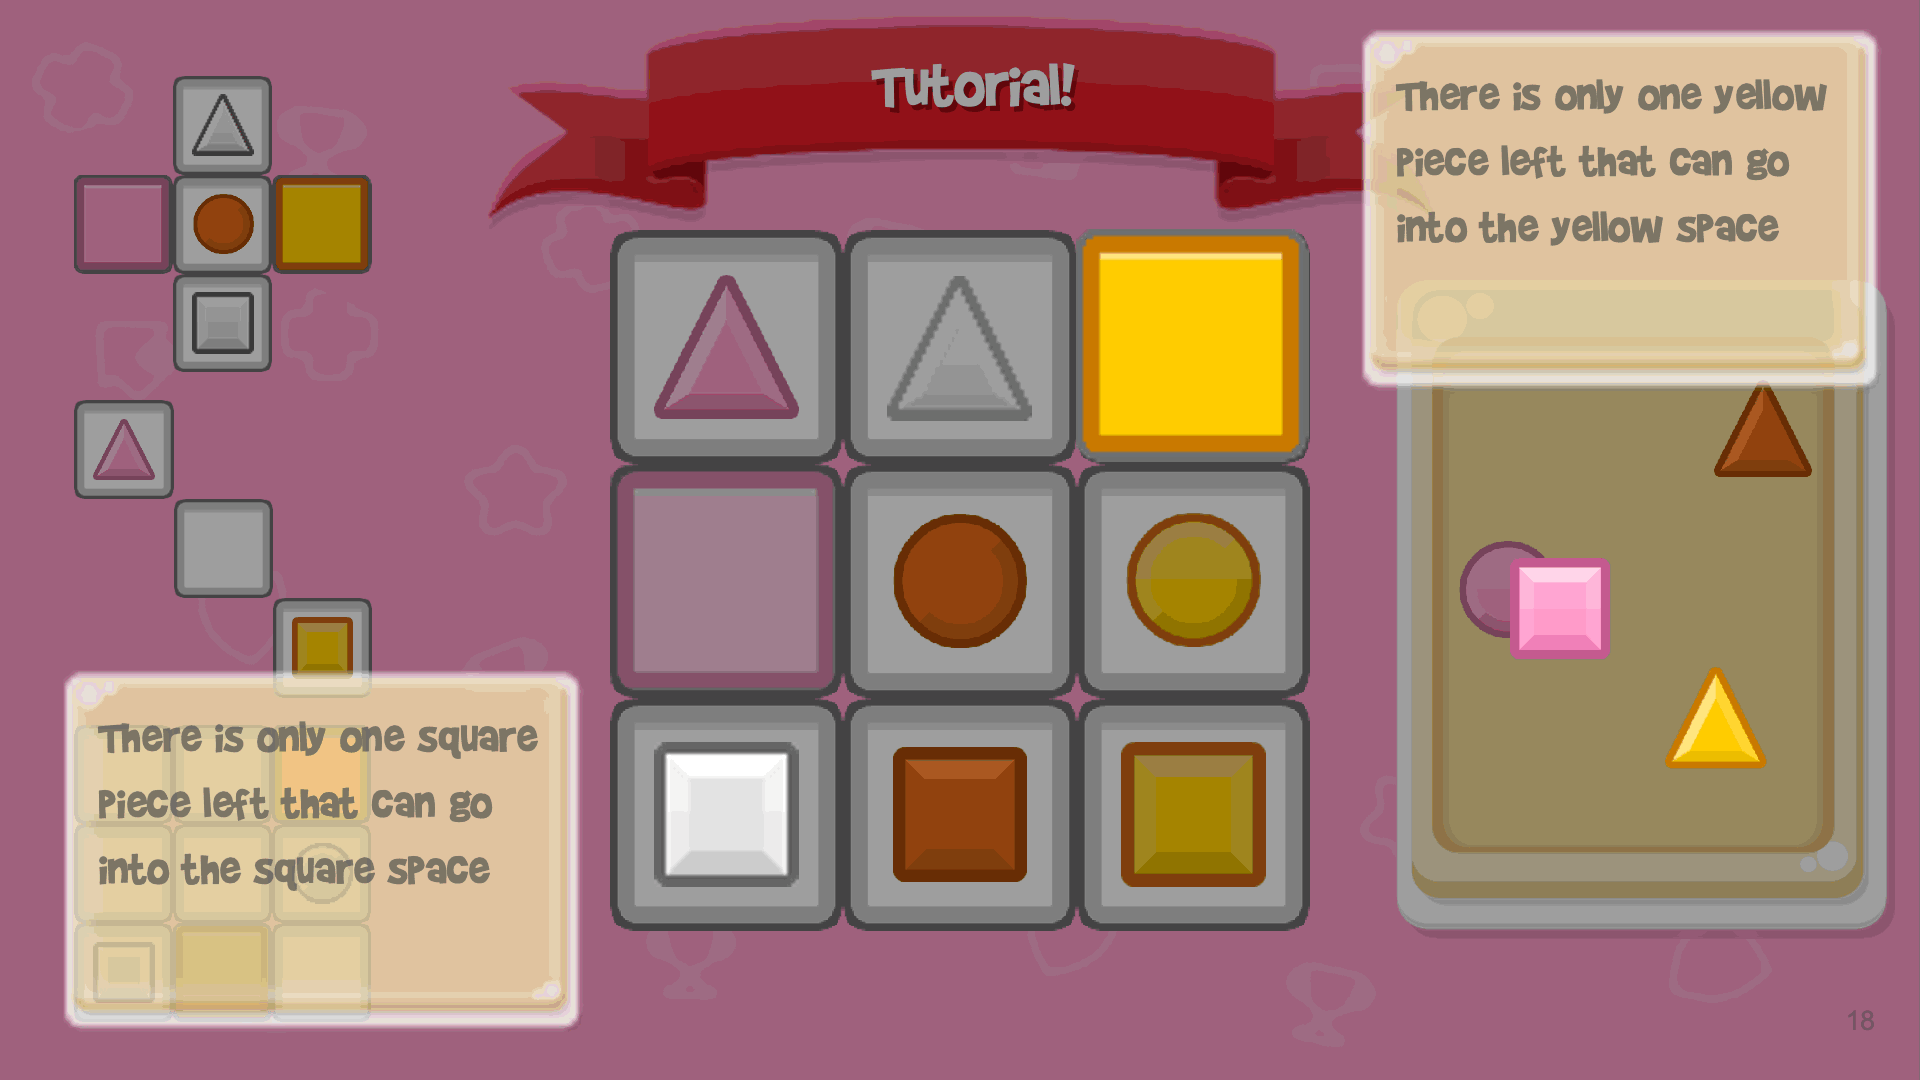 Tutorial!
There is only one yellow
Piece left that can go
into the yellow space
There is only one square
Piece left that can go
into the square space
18